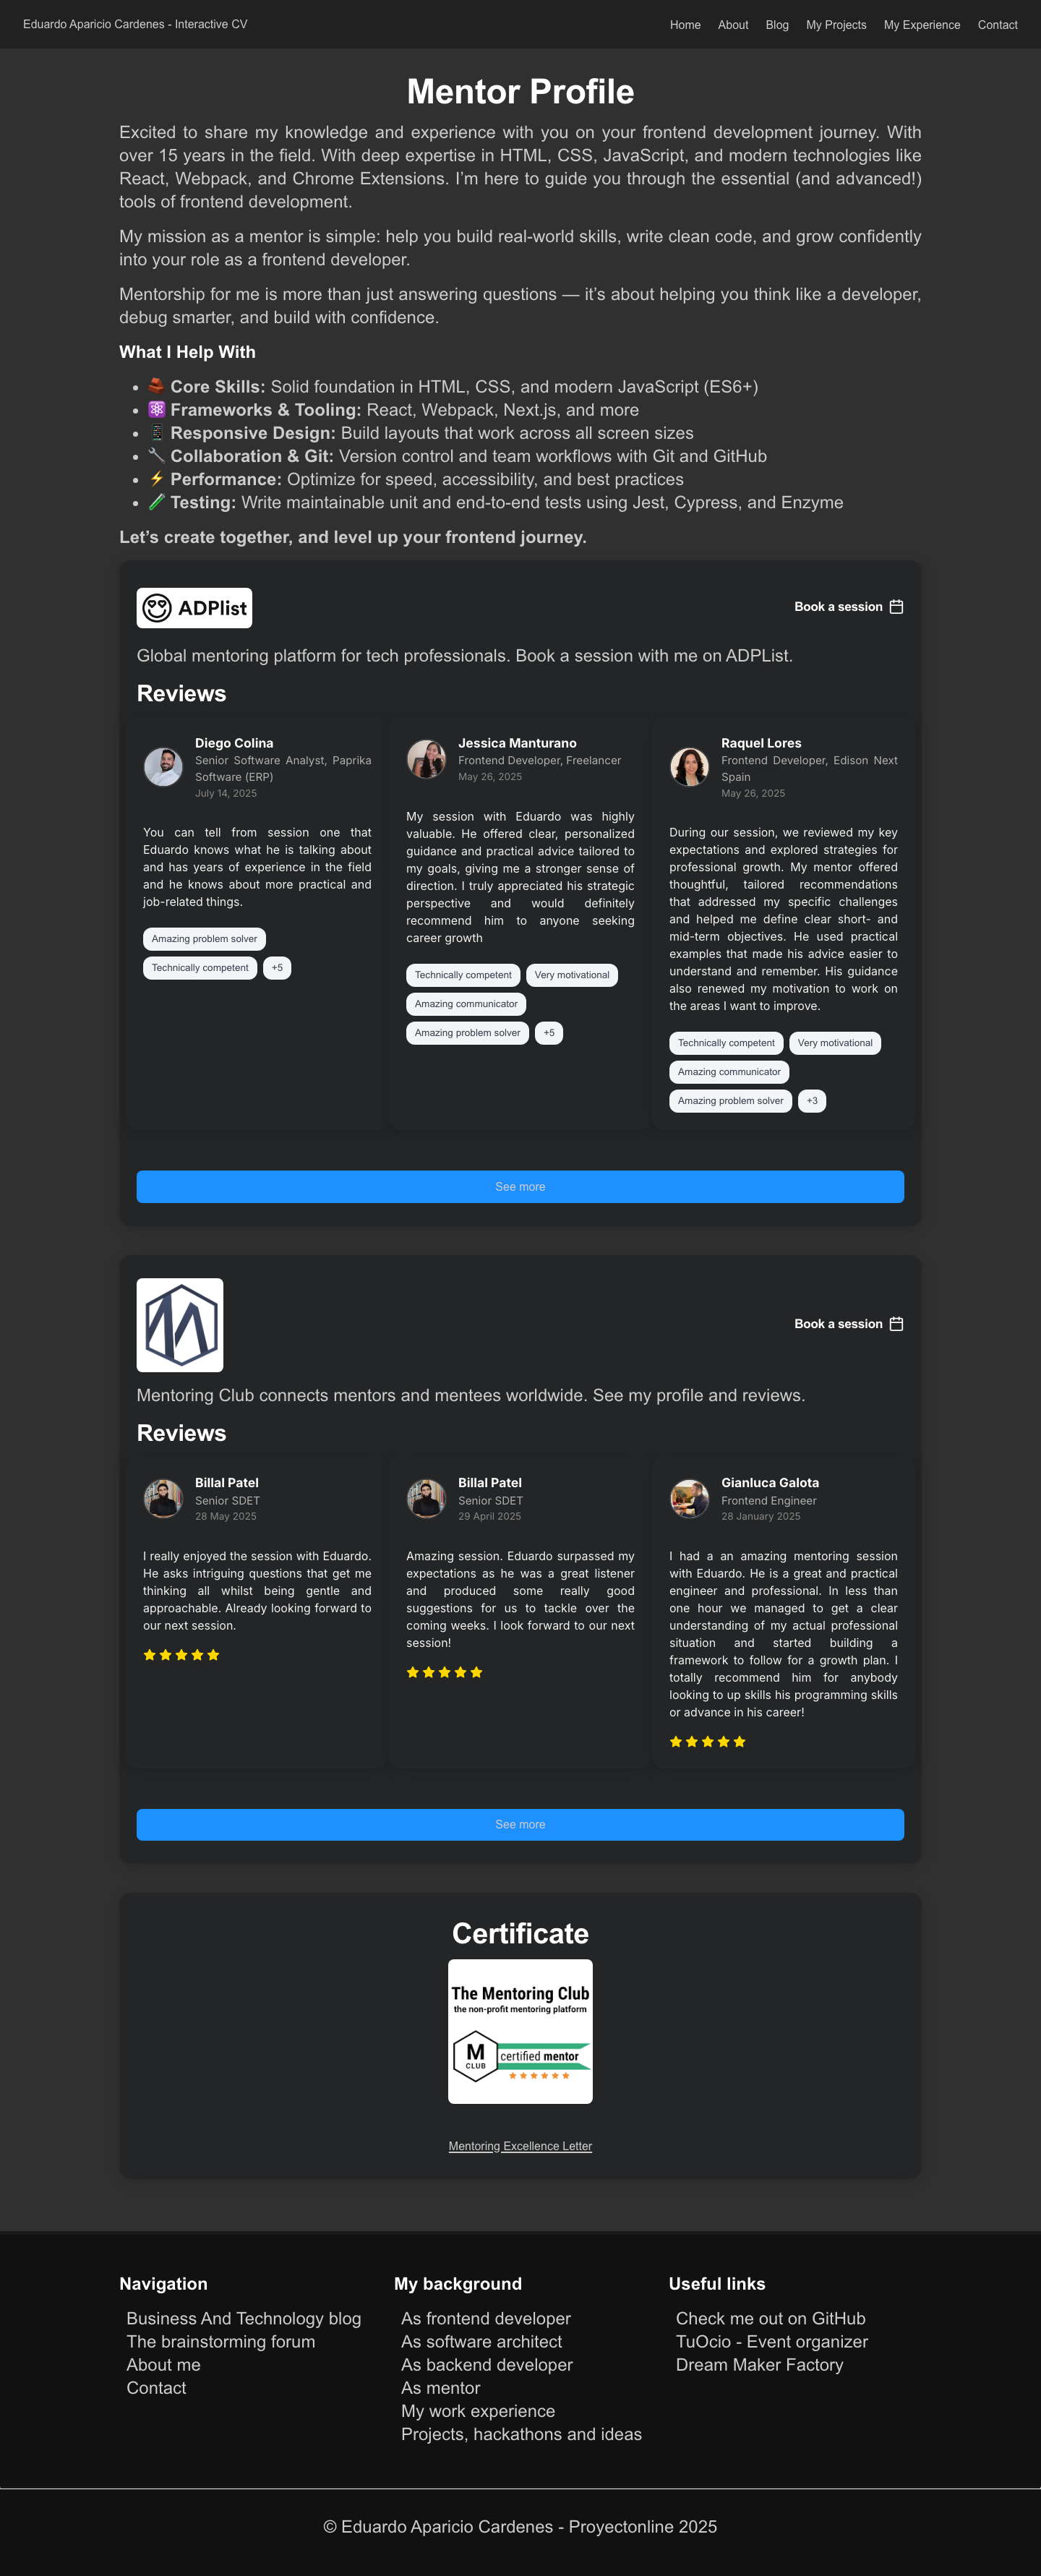 Eduardo Aparicio Cardenes - Interactive CV
Home About Blog My Projects My Experience Contact
Mentor Profile
Excited to share my knowledge and experience with you on your frontend development journey. With
over 15 years in the field. With deep expertise in HTML, CSS, JavaScript, and modern technologies like
React, Webpack, and Chrome Extensions. I’m here to guide you through the essential (and advanced!)
tools of frontend development.
My mission as a mentor is simple: help you build real-world skills, write clean code, and grow confidently
into your role as a frontend developer.
Mentorship for me is more than just answering questions — it’s about helping you think like a developer,
debug smarter, and build with confidence.
What I Help With
Core Skills: Solid foundation in HTML, CSS, and modern JavaScript (ES6+)
Frameworks & Tooling: React, Webpack, Next.js, and more
Responsive Design: Build layouts that work across all screen sizes
Collaboration & Git: Version control and team workflows with Git and GitHub
Performance: Optimize for speed, accessibility, and best practices
Testing: Write maintainable unit and end-to-end tests using Jest, Cypress, and Enzyme
Let’s create together, and level up your frontend journey.
ADPlist
Book a session
Global mentoring platform for tech professionals. Book a session with me on ADPList.
Reviews
Diego Colina
Senior Software Analyst, Paprika
Software (ERP)
July 14, 2025
You can tell from session one that
Eduardo knows what he is talking about
and has years of experience in the field
and he knows about more practical and
job-related things.
Amazing problem solver
Technically competent +5
Jessica Manturano
Frontend Developer, Freelancer
May 26, 2025
My session with Eduardo was highly
valuable. He offered clear, personalized
guidance and practical advice tailored to
my goals, giving me a stronger sense of
direction. I truly appreciated his strategic
perspective and would definitely
recommend him to anyone seeking
career growth
Technically competent Very motivational
Amazing communicator
Amazing problem solver +5
Raquel Lores
Frontend Developer, Edison Next
Spain
May 26, 2025
During our session, we reviewed my key
expectations and explored strategies for
professional growth. My mentor offered
thoughtful, tailored recommendations
that addressed my specific challenges
and helped me define clear short- and
mid-term objectives. He used practical
examples that made his advice easier to
understand and remember. His guidance
also renewed my motivation to work on
the areas I want to improve.
Technically competent Very motivational
Amazing communicator
Amazing problem solver +3
See more
Book a session
Mentoring Club connects mentors and mentees worldwide. See my profile and reviews.
Reviews
Billal Patel
Senior SDET
28 May 2025
I really enjoyed the session with Eduardo.
He asks intriguing questions that get me
thinking all whilst being gentle and
approachable. Already looking forward to
our next session.
Billal Patel
Senior SDET
29 April 2025
Amazing session. Eduardo surpassed my
expectations as he was a great listener
and produced some really good
suggestions for us to tackle over the
coming weeks. I look forward to our next
session!
Gianluca Galota
Frontend Engineer
28 January 2025
I had a an amazing mentoring session
with Eduardo. He is a great and practical
engineer and professional. In less than
one hour we managed to get a clear
understanding of my actual professional
situation and started building a
framework to follow for a growth plan. I
totally recommend him for anybody
looking to up skills his programming skills
or advance in his career!
See more
Certificate
The Mentoring Club
the non-profit mentoring platform
M
CLUB
certified mentor
Mentoring Excellence Letter
Navigation
Business And Technology blog
The brainstorming forum
About me
Contact
My background
As frontend developer
As software architect
As backend developer
As mentor
My work experience
Projects, hackathons and ideas
Useful links
Check me out on GitHub
TuOcio - Event organizer
Dream Maker Factory
© Eduardo Aparicio Cardenes - Proyectonline 2025